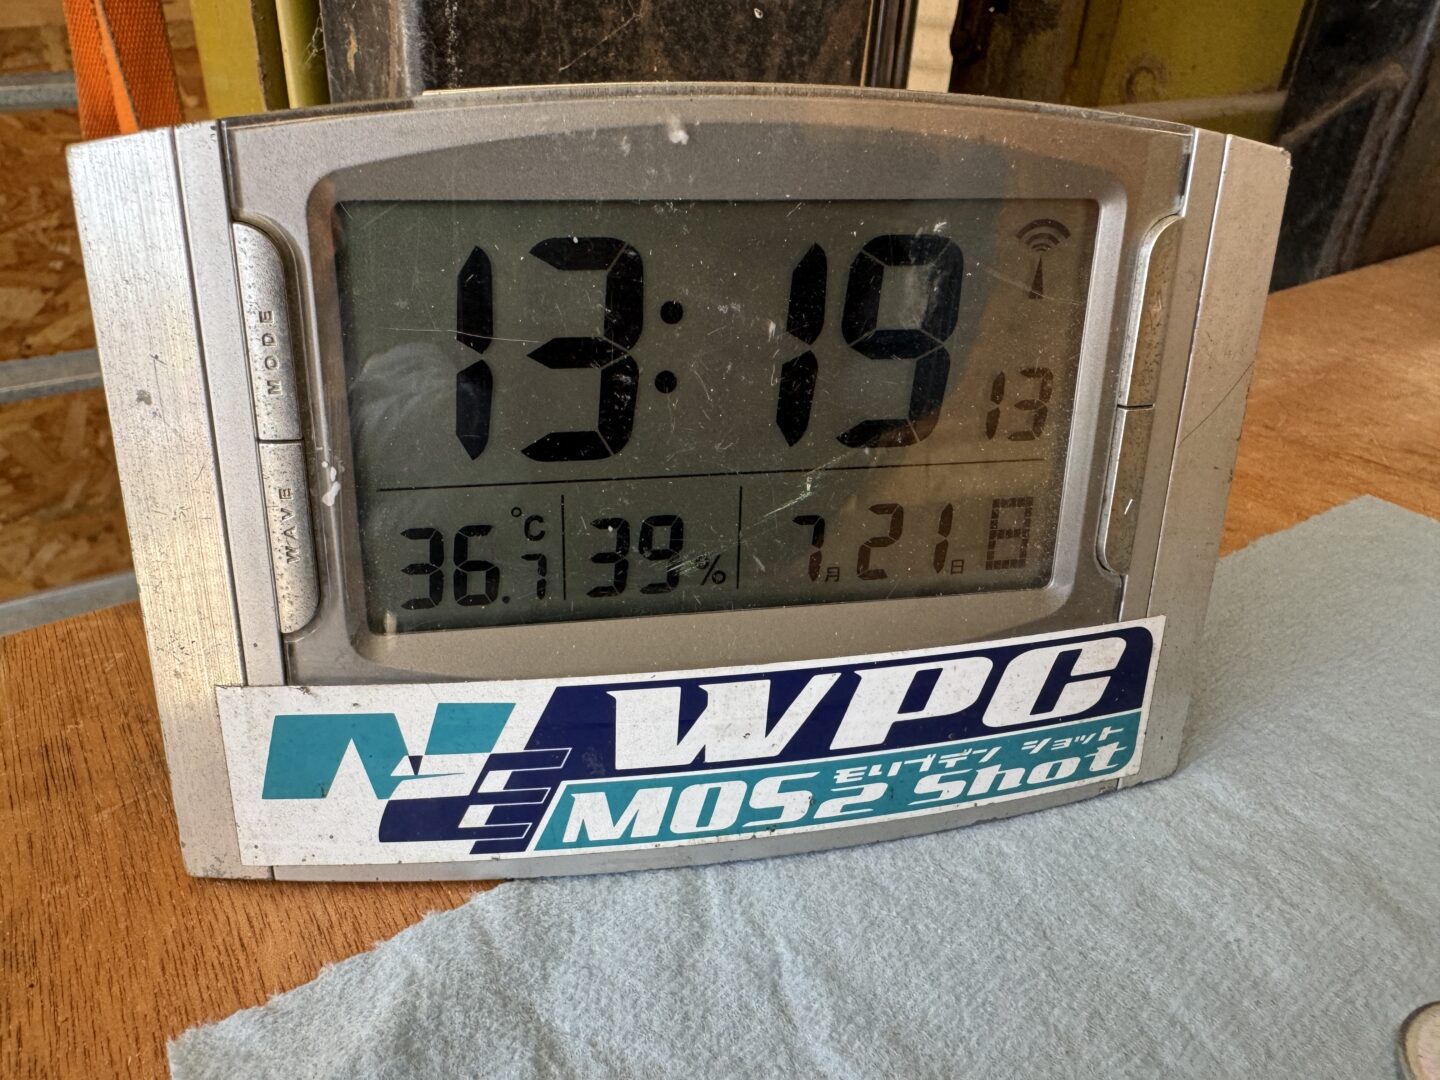 MODE
WAVE
13:19
13
36.7 °C
39 %
7月 21日 日
NE
WPC
モリブデン ショット
MOS2 Shot